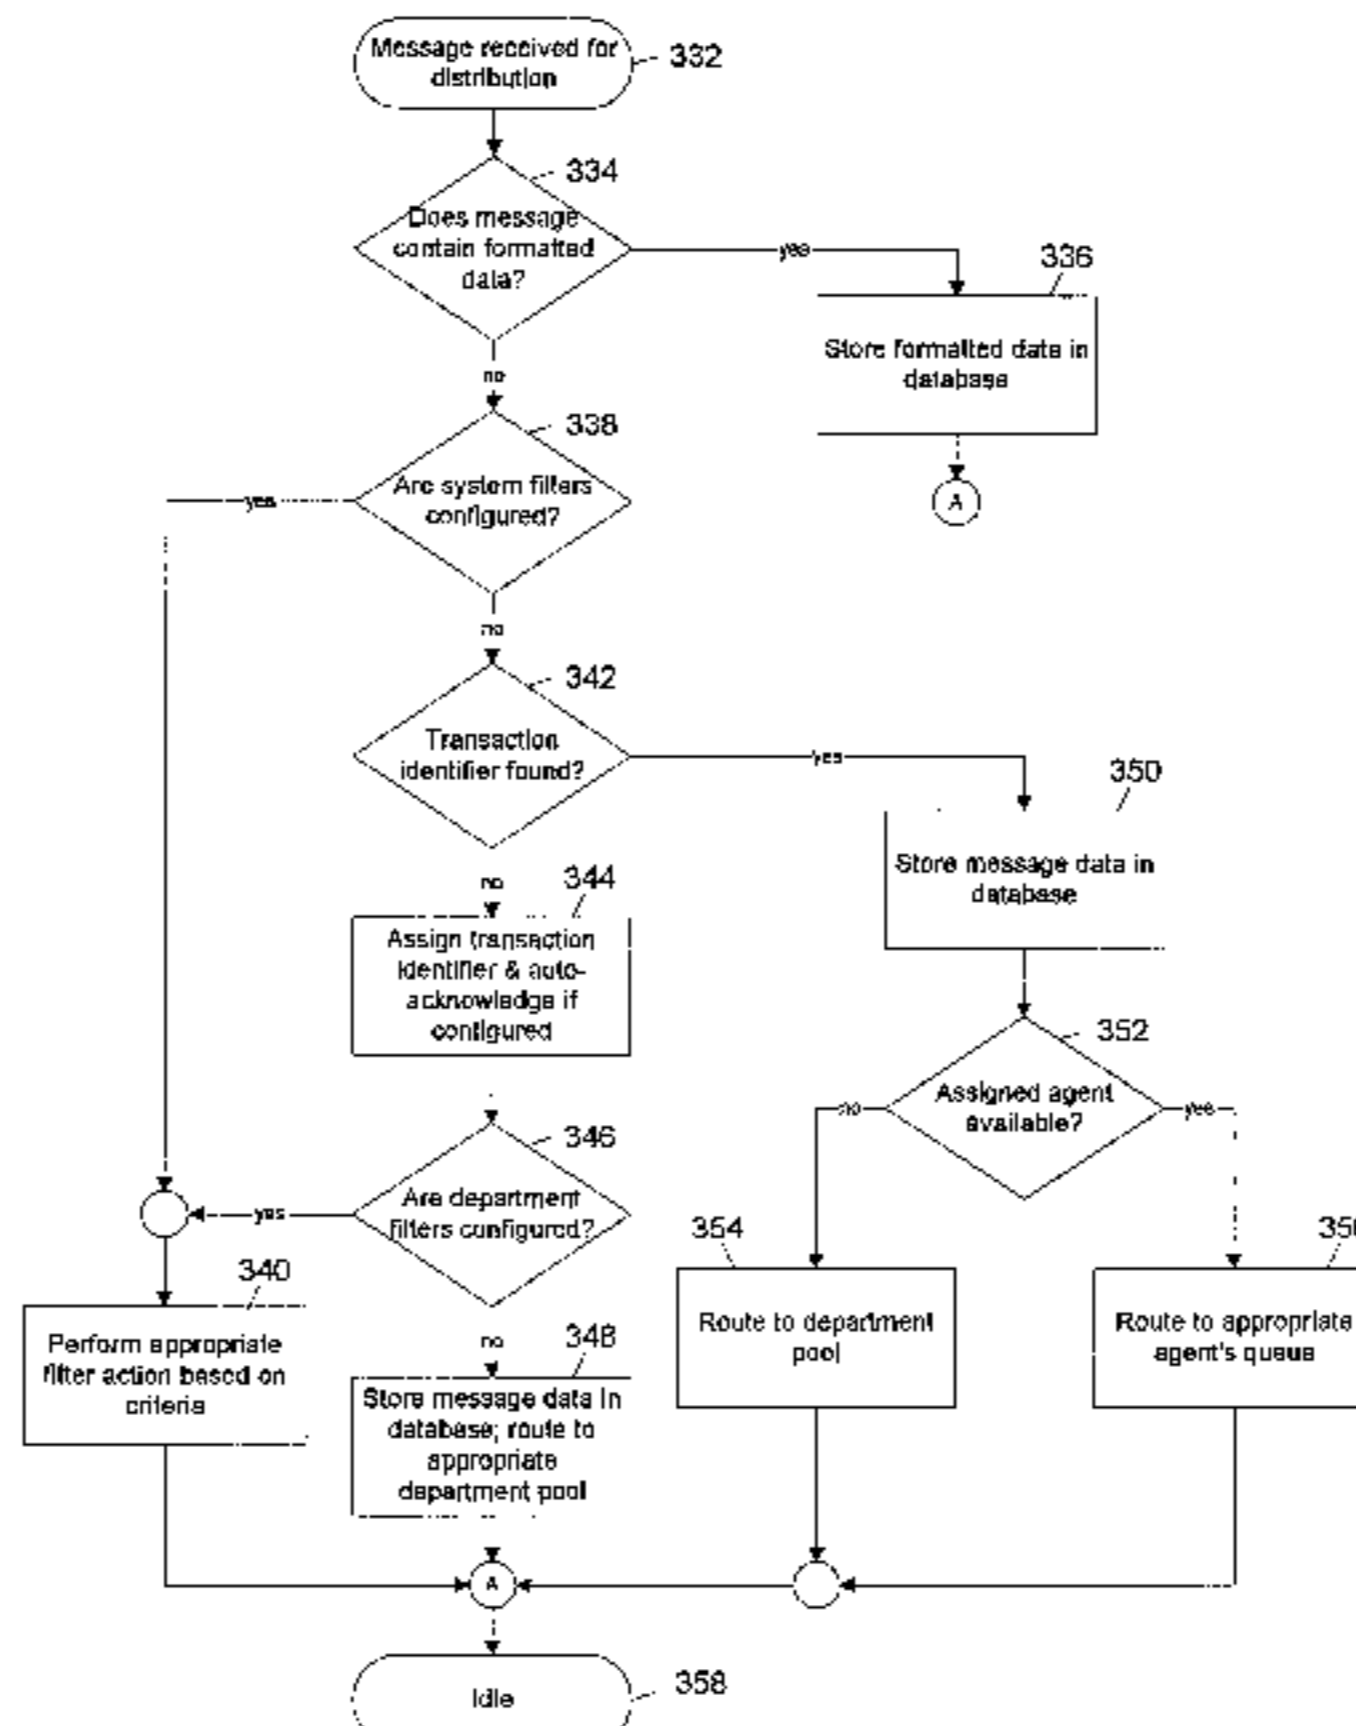 Message received for
distribution
332
334
Does message
contain formatted
data?
yes
336
Store formatted data in
database
no
A
338
Are system filters
configured?
yes
no
342
Transaction
identifier found?
yes
350
Store message data in
database
no
344
Assign transaction
identifier & auto-
acknowledge if
configured
352
Assigned agent
available?
no
yes
346
Are department
filters configured?
yes
354
Route to department
pool
Route to appropriate
agent's queue
340
Perform appropriate
filter action based on
criteria
no
348
Store message data in
database; route to
appropriate
department pool
A
Idle
358